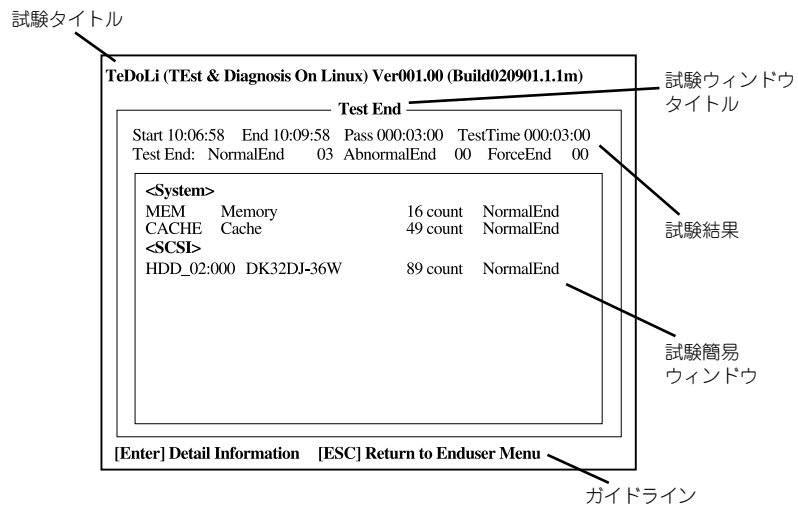 試験タイトル
TeDoLi (TEst & Diagnosis On Linux) Ver001.00 (Build020901.1.1m)
試験ウィンドウ
タイトル
Test End
Start 10:06:58 End 10:09:58 Pass 000:03:00 TestTime 000:03:00
Test End: NormalEnd 03 AbnormalEnd 00 ForceEnd 00
試験結果
<System>
MEM Memory 16 count NormalEnd
CACHE Cache 49 count NormalEnd
<SCSI>
HDD_02:000 DK32DJ-36W 89 count NormalEnd
試験簡易
ウィンドウ
[Enter] Detail Information [ESC] Return to Enduser Menu
ガイドライン